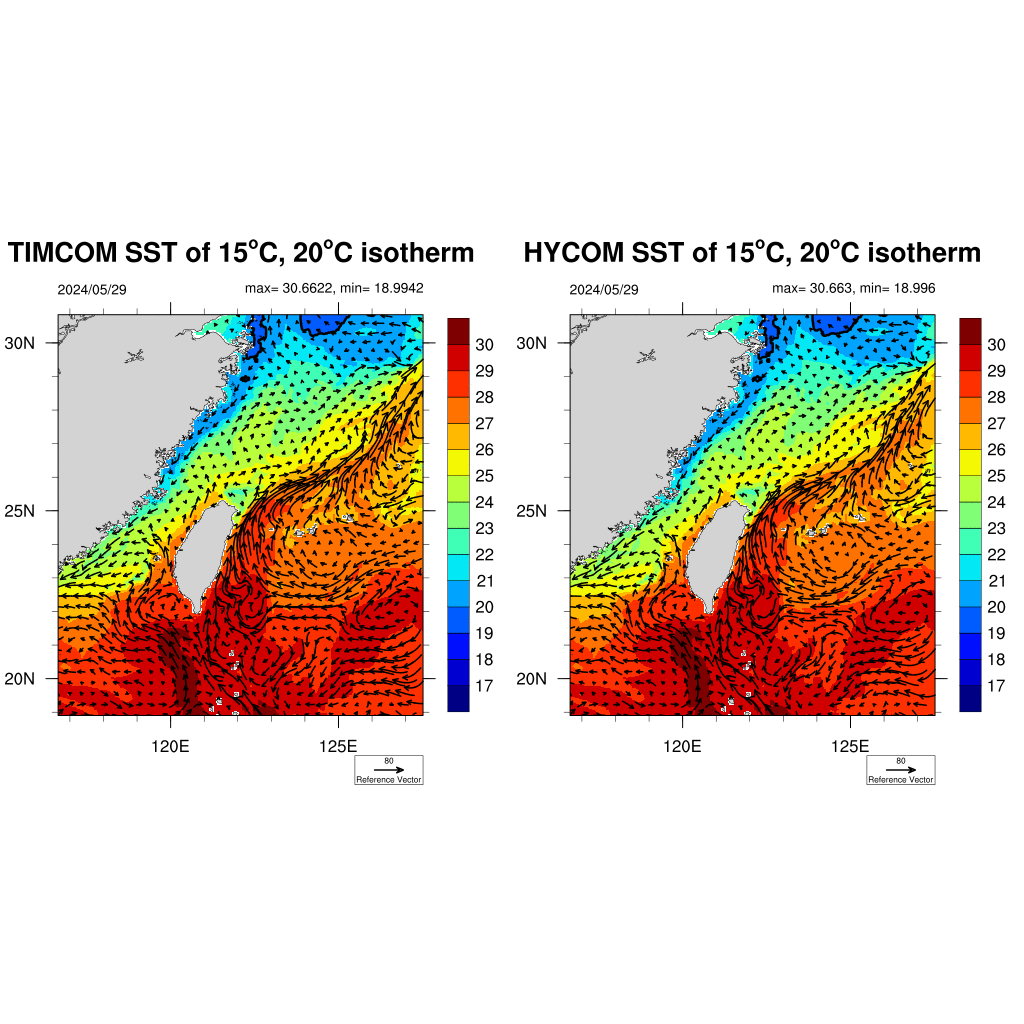 TIMCOM SST of 15°C, 20°C isotherm
2024/05/29
max= 30.6622, min= 18.9942
30N
25N
20N
120E
125E
30
29
28
27
26
25
24
23
22
21
20
19
18
17
80
Reference Vector
HYCOM SST of 15°C, 20°C isotherm
2024/05/29
max= 30.663, min= 18.996
30N
25N
20N
120E
125E
30
29
28
27
26
25
24
23
22
21
20
19
18
17
80
Reference Vector